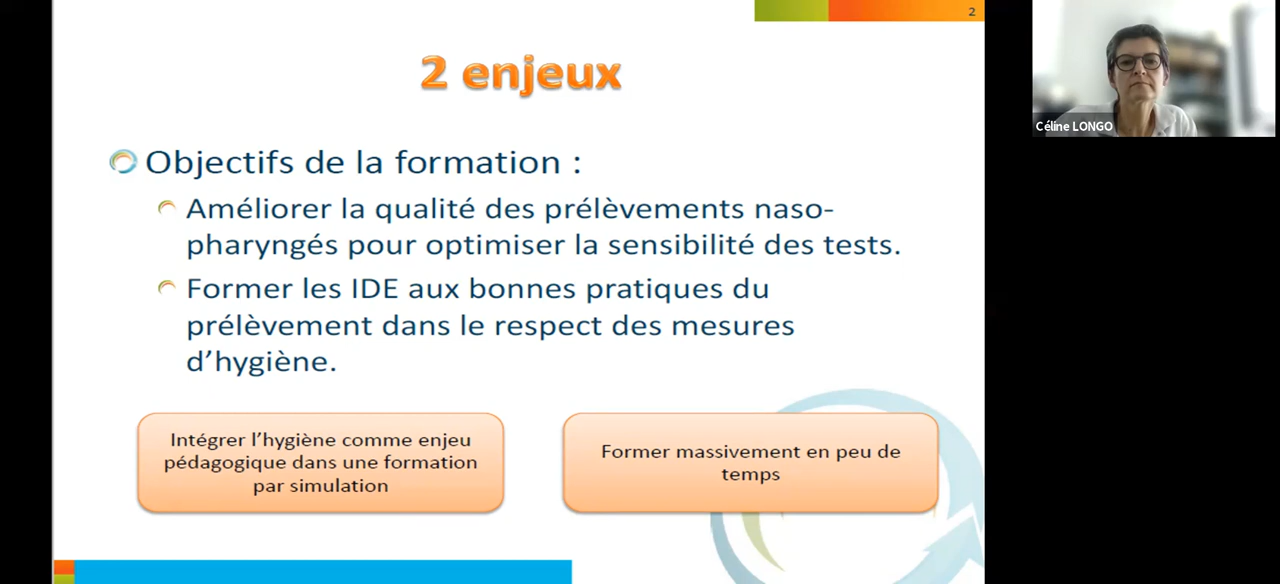 2
2 enjeux
Céline LONGO
Objectifs de la formation :
Améliorer la qualité des prélèvements naso-
pharyngés pour optimiser la sensibilité des tests.
Former les IDE aux bonnes pratiques du
prélèvement dans le respect des mesures
d’hygiène.
Intégrer l’hygiène comme enjeu
pédagogique dans une formation
par simulation
Former massivement en peu de
temps